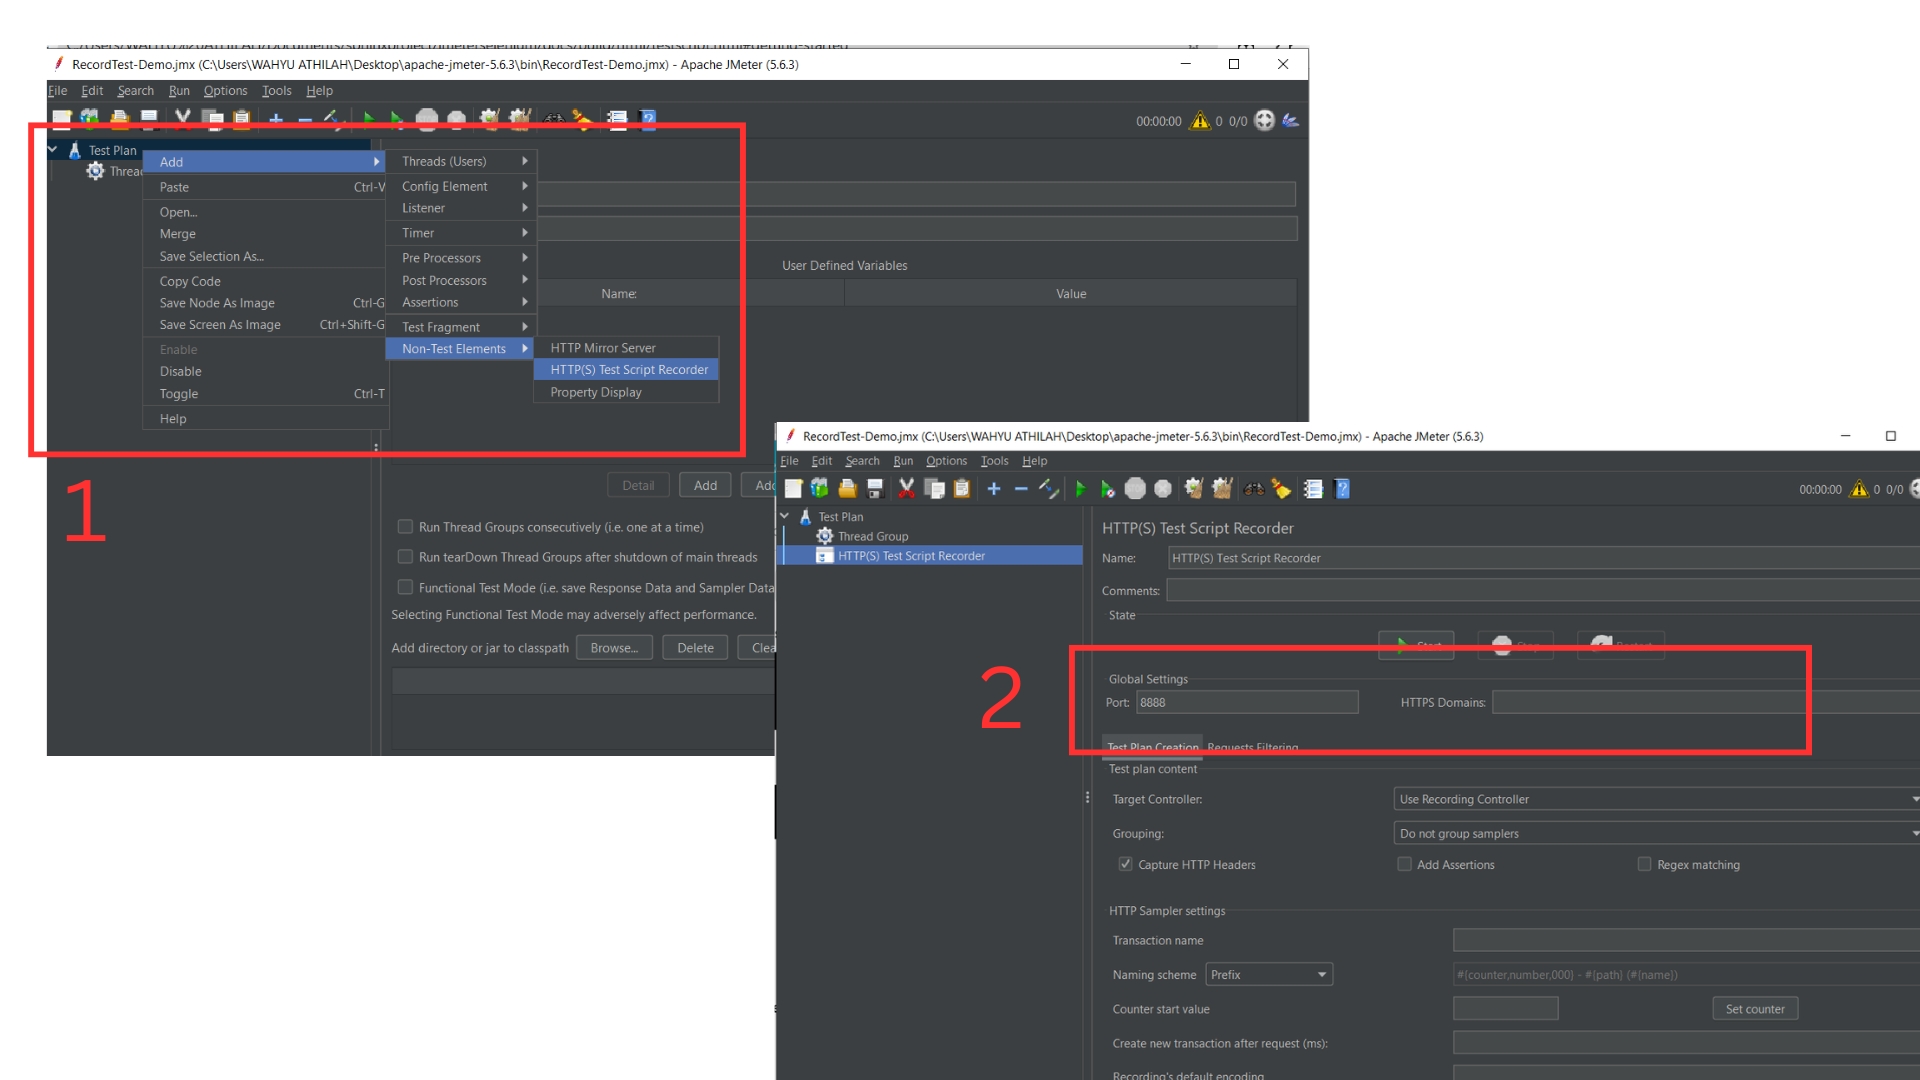 RecordTest-Demo.jmx (C:\Users\WAHYU ATHILAH\Desktop\apache-jmeter-5.6.3\bin\RecordTest-Demo.jmx) - Apache JMeter (5.6.3)
File Edit Search Run Options Tools Help
00:00:00 0 0/0
Test Plan
Add
Paste Ctrl-V
Open...
Merge
Save Selection As...
Copy Code
Save Node As Image Ctrl-G
Save Screen As Image Ctrl+Shift-G
Enable
Disable
Toggle Ctrl-T
Help
Threads (Users)
Config Element
Listener
Timer
Pre Processors
Post Processors
Assertions
Test Fragment
Non-Test Elements
HTTP Mirror Server
HTTP(S) Test Script Recorder
Property Display
User Defined Variables
Name: Value
1
Detail Add
Run Thread Groups consecutively (i.e. one at a time)
Run tearDown Thread Groups after shutdown of main threads
Functional Test Mode (i.e. save Response Data and Sampler Data
Selecting Functional Test Mode may adversely affect performance.
Add directory or jar to classpath Browse... Delete
RecordTest-Demo.jmx (C:\Users\WAHYU ATHILAH\Desktop\apache-jmeter-5.6.3\bin\RecordTest-Demo.jmx) - Apache JMeter (5.6.3)
File Edit Search Run Options Tools Help
00:00:00 0 0/0
Test Plan
Thread Group
HTTP(S) Test Script Recorder
2
HTTP(S) Test Script Recorder
Name: HTTP(S) Test Script Recorder
Comments:
State
Global Settings
Port: 8888 HTTPS Domains:
Test Plan Creation Requests Filtering
Test plan content
Target Controller: Use Recording Controller
Grouping: Do not group samplers
Capture HTTP Headers Add Assertions Regex matching
HTTP Sampler settings
Transaction name
Naming scheme Prefix #{counter,number,000} - #{path} (#{name})
Counter start value Set counter
Create new transaction after request (ms):
Recording's default encoding